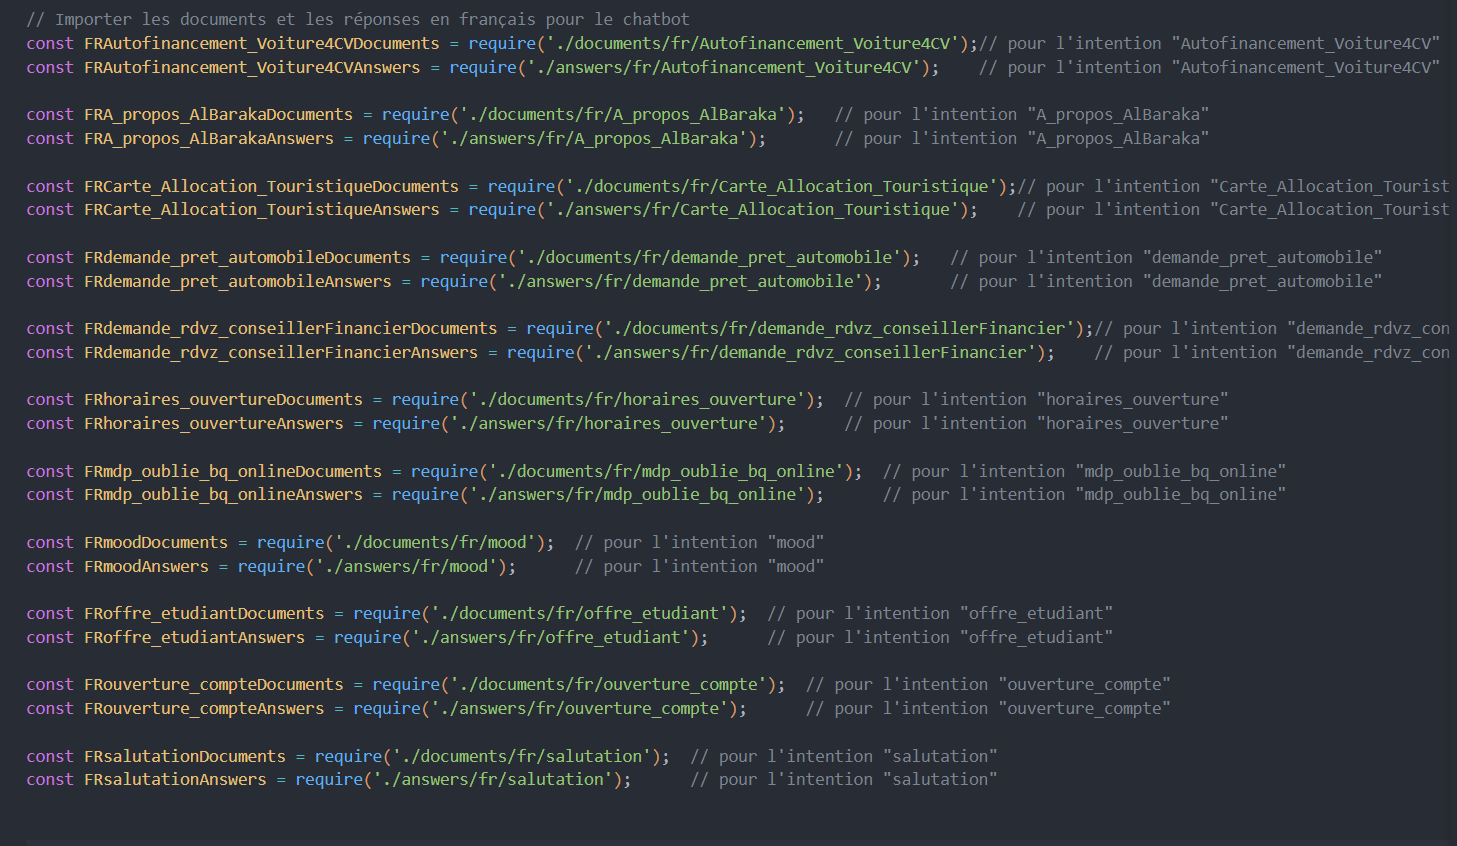 // Importer les documents et les réponses en français pour le chatbot
const FRAutofinancement_Voiture4CVDocuments = require('./documents/fr/Autofinancement_Voiture4CV');// pour l'intention "Autofinancement_Voiture4CV"
const FRAutofinancement_Voiture4CVAnswers = require('./answers/fr/Autofinancement_Voiture4CV');    // pour l'intention "Autofinancement_Voiture4CV"
const FRA_propos_AlBarakaDocuments = require('./documents/fr/A_propos_AlBaraka');   // pour l'intention "A_propos_AlBaraka"
const FRA_propos_AlBarakaAnswers = require('./answers/fr/A_propos_AlBaraka');       // pour l'intention "A_propos_AlBaraka"
const FRCarte_Allocation_TouristiqueDocuments = require('./documents/fr/Carte_Allocation_Touristique');// pour l'intention "Carte_Allocation_Tourist
const FRCarte_Allocation_TouristiqueAnswers = require('./answers/fr/Carte_Allocation_Touristique');    // pour l'intention "Carte_Allocation_Tourist
const FRdemande_pret_automobileDocuments = require('./documents/fr/demande_pret_automobile');   // pour l'intention "demande_pret_automobile"
const FRdemande_pret_automobileAnswers = require('./answers/fr/demande_pret_automobile');       // pour l'intention "demande_pret_automobile"
const FRdemande_rdvz_conseillerFinancierDocuments = require('./documents/fr/demande_rdvz_conseillerFinancier');// pour l'intention "demande_rdvz_con
const FRdemande_rdvz_conseillerFinancierAnswers = require('./answers/fr/demande_rdvz_conseillerFinancier');    // pour l'intention "demande_rdvz_con
const FRhoraires_ouvertureDocuments = require('./documents/fr/horaires_ouverture');  // pour l'intention "horaires_ouverture"
const FRhoraires_ouvertureAnswers = require('./answers/fr/horaires_ouverture');      // pour l'intention "horaires_ouverture"
const FRmdp_oublie_bq_onlineDocuments = require('./documents/fr/mdp_oublie_bq_online');  // pour l'intention "mdp_oublie_bq_online"
const FRmdp_oublie_bq_onlineAnswers = require('./answers/fr/mdp_oublie_bq_online');      // pour l'intention "mdp_oublie_bq_online"
const FRmoodDocuments = require('./documents/fr/mood');  // pour l'intention "mood"
const FRmoodAnswers = require('./answers/fr/mood');      // pour l'intention "mood"
const FRoffre_etudiantDocuments = require('./documents/fr/offre_etudiant');  // pour l'intention "offre_etudiant"
const FRoffre_etudiantAnswers = require('./answers/fr/offre_etudiant');      // pour l'intention "offre_etudiant"
const FRouverture_compteDocuments = require('./documents/fr/ouverture_compte');  // pour l'intention "ouverture_compte"
const FRouverture_compteAnswers = require('./answers/fr/ouverture_compte');      // pour l'intention "ouverture_compte"
const FRsalutationDocuments = require('./documents/fr/salutation');  // pour l'intention "salutation"
const FRsalutationAnswers = require('./answers/fr/salutation');      // pour l'intention "salutation"